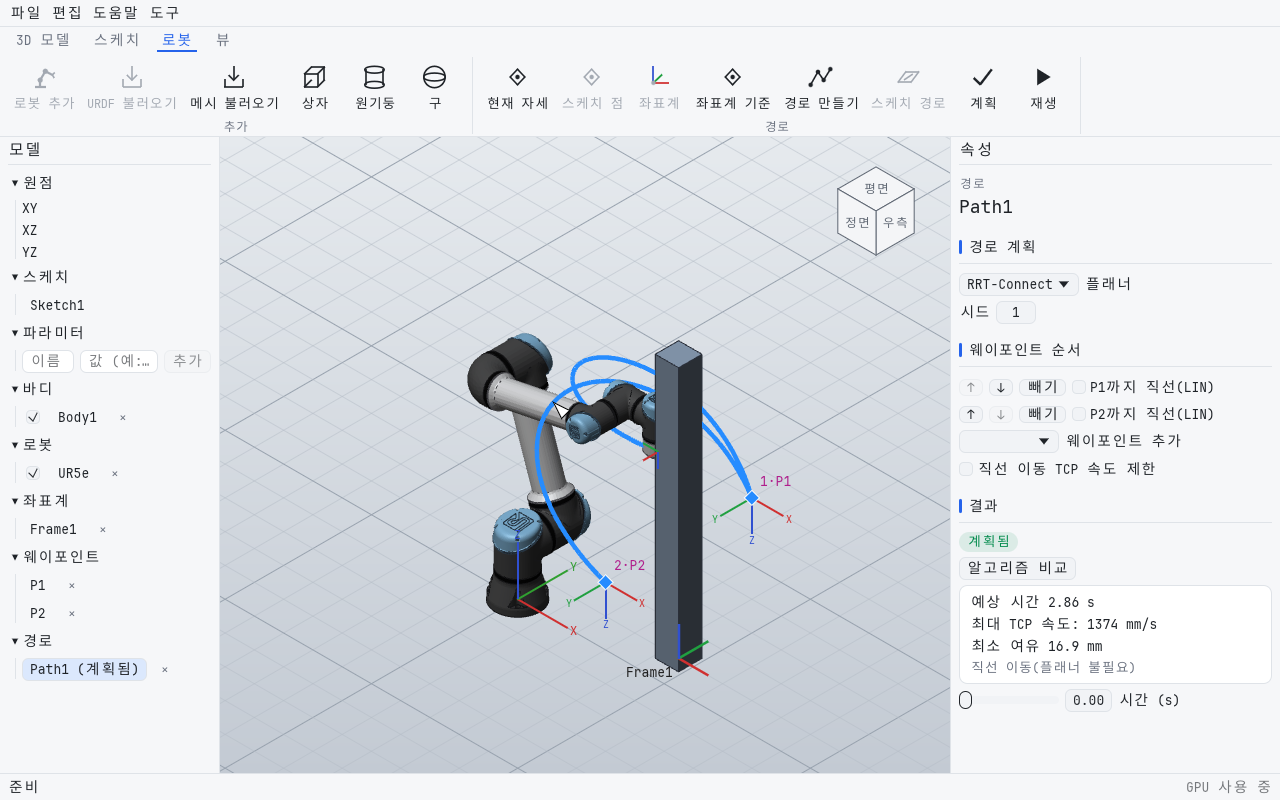 파일 편집 도움말 도구
3D 모델 스케치 로봇 뷰
로봇 추가 URDF 불러오기 메시 불러오기 상자 원기둥 구 현재 자세 스케치 점 좌표계 좌표계 기준 경로 만들기 스케치 경로 계획 재생
추가 경로
모델
원점
XY
XZ
YZ
스케치
Sketch1
파라미터
이름 값 (예:… 추가
바디
Body1 ×
로봇
UR5e ×
좌표계
Frame1 ×
웨이포인트
P1 ×
P2 ×
경로
Path1 (계획됨) ×
평면
정면 우측
1·P1
Y X
Z
2·P2
Y
Y X
Z
X
Frame1
속성
경로
Path1
경로 계획
RRT-Connect 플래너
시드 1
웨이포인트 순서
↑ ↓ 빼기 P1까지 직선(LIN)
↑ ↓ 빼기 P2까지 직선(LIN)
웨이포인트 추가
직선 이동 TCP 속도 제한
결과
계획됨
알고리즘 비교
예상 시간 2.86 s
최대 TCP 속도: 1374 mm/s
최소 여유 16.9 mm
직선 이동(플래너 불필요)
0.00 시간 (s)
준비 GPU 사용 중